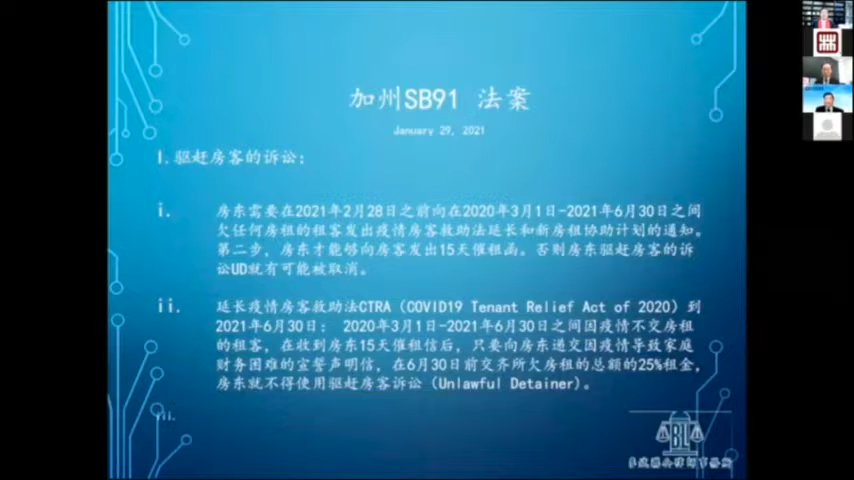 加州SB91 法案
January 29, 2021
I.驱赶房客的诉讼：
i. 房东需要在2021年2月28日之前向在2020年3月1日-2021年6月30日之间
欠任何房租的租客发出疫情房客救助法延长和新房租协助计划的通知。
第二步，房东才能够向房客发出15天催租函。否则房东驱赶房客的诉
讼UD就有可能被取消。
ii. 延长疫情房客救助法CTRA（COVID19 Tenant Relief Act of 2020）到
2021年6月30日： 2020年3月1日-2021年6月30日之间因疫情不交房租
的租客，在收到房东15天催租信后，只要向房东递交因疫情导致家庭
财务困难的宣誓声明信，在6月30日前交齐所欠房租的总额的25%租金，
房东就不得使用驱赶房客诉讼（Unlawful Detainer)。
iii.
BL
律师事务所